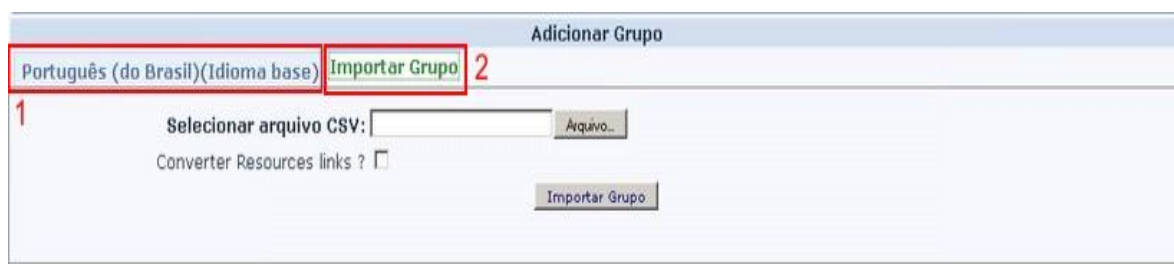 Adicionar Grupo
Português (do Brasil)(Idioma base) Importar Grupo 2
1
Selecionar arquivo CSV: Arquivo...
Converter Resources links ?
Importar Grupo